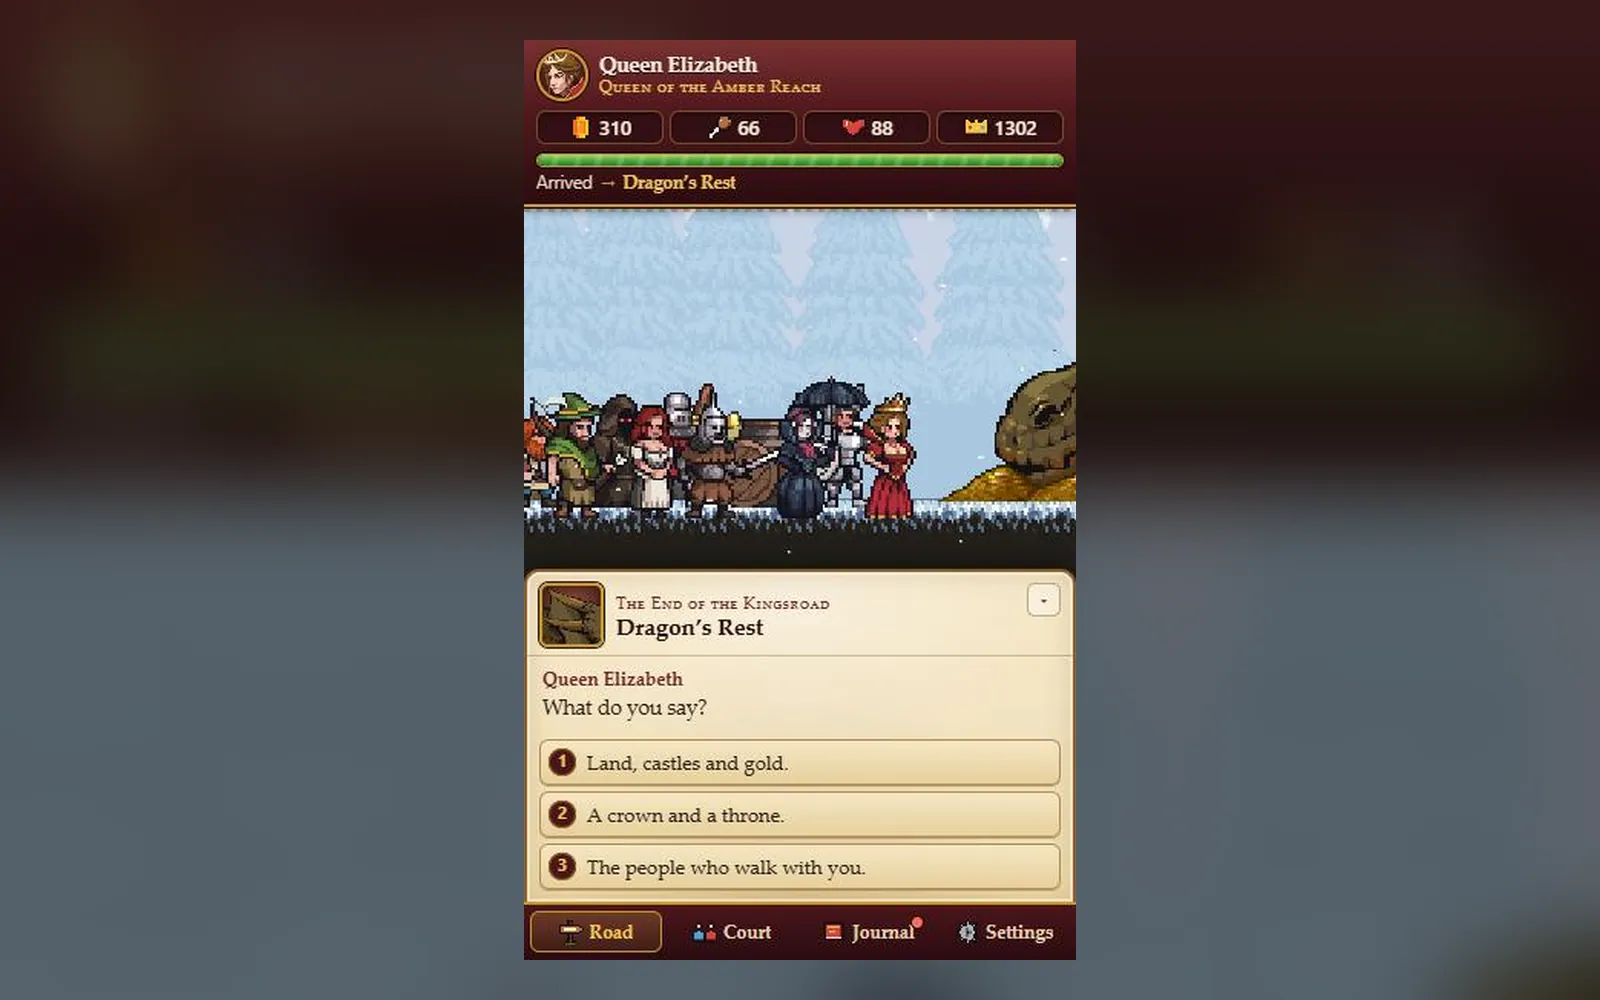 Queen Elizabeth
Queen of the Amber Reach
310 66 88 1302
Arrived → Dragon's Rest
The End of the Kingsroad
Dragon's Rest
Queen Elizabeth
What do you say?
1 Land, castles and gold.
2 A crown and a throne.
3 The people who walk with you.
Road Court Journal Settings